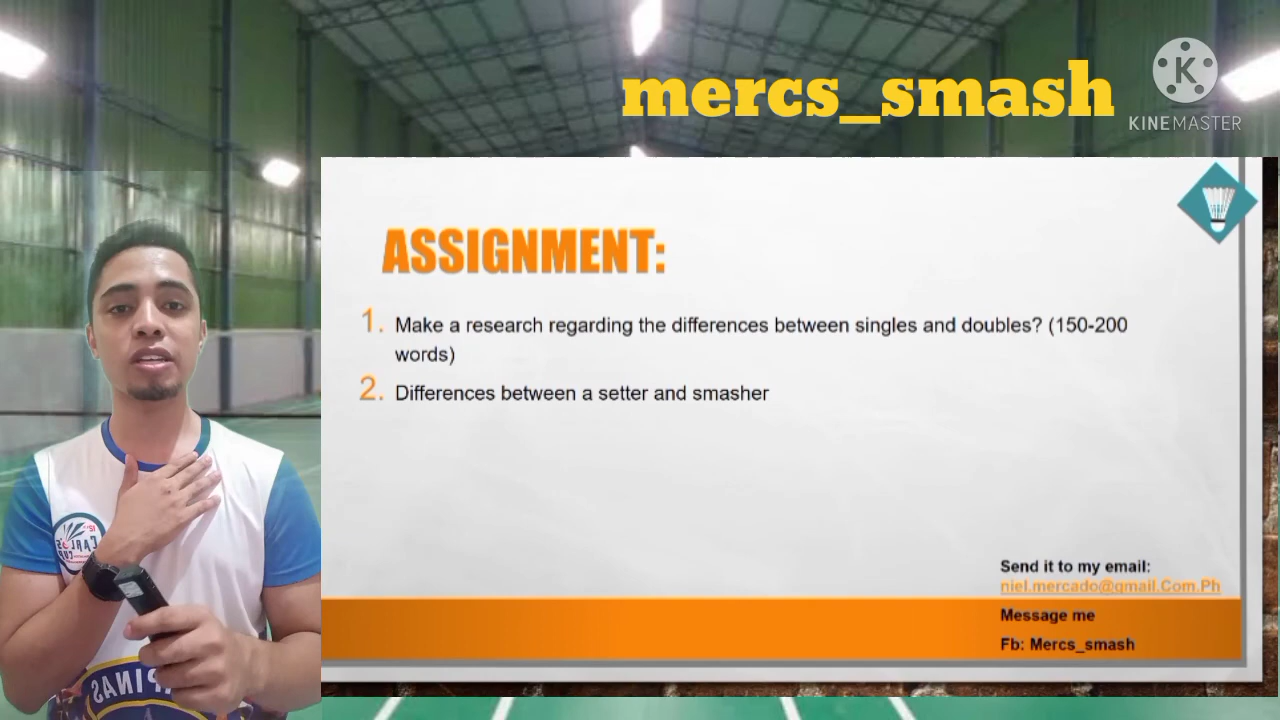 mercs_smash
K
KINEMASTER
ASSIGNMENT:
1. Make a research regarding the differences between singles and doubles? (150-200
words)
2. Differences between a setter and smasher
Send it to my email:
niel.mercado@gmail.Com.Ph
Message me
Fb: Mercs_smash